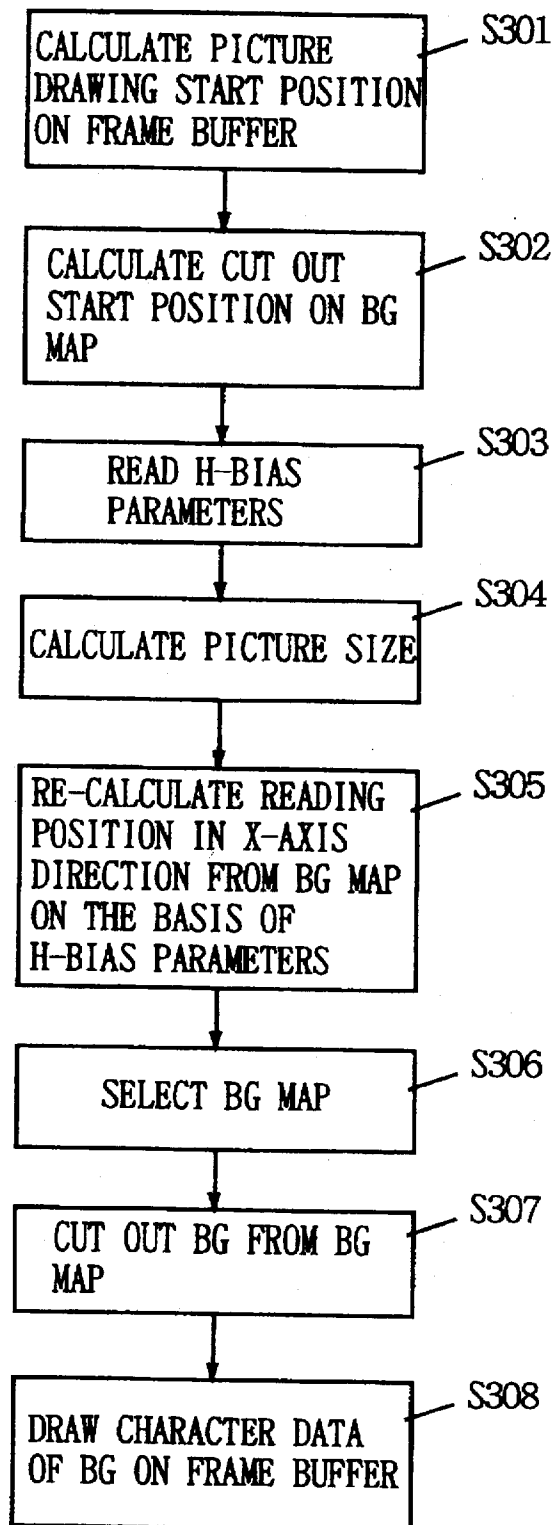 S301
CALCULATE PICTURE
DRAWING START POSITION
ON FRAME BUFFER
S302
CALCULATE CUT OUT
START POSITION ON BG
MAP
S303
READ H-BIAS
PARAMETERS
S304
CALCULATE PICTURE SIZE
S305
RE-CALCULATE READING
POSITION IN X-AXIS
DIRECTION FROM BG MAP
ON THE BASIS OF
H-BIAS PARAMETERS
S306
SELECT BG MAP
S307
CUT OUT BG FROM BG
MAP
S308
DRAW CHARACTER DATA
OF BG ON FRAME BUFFER